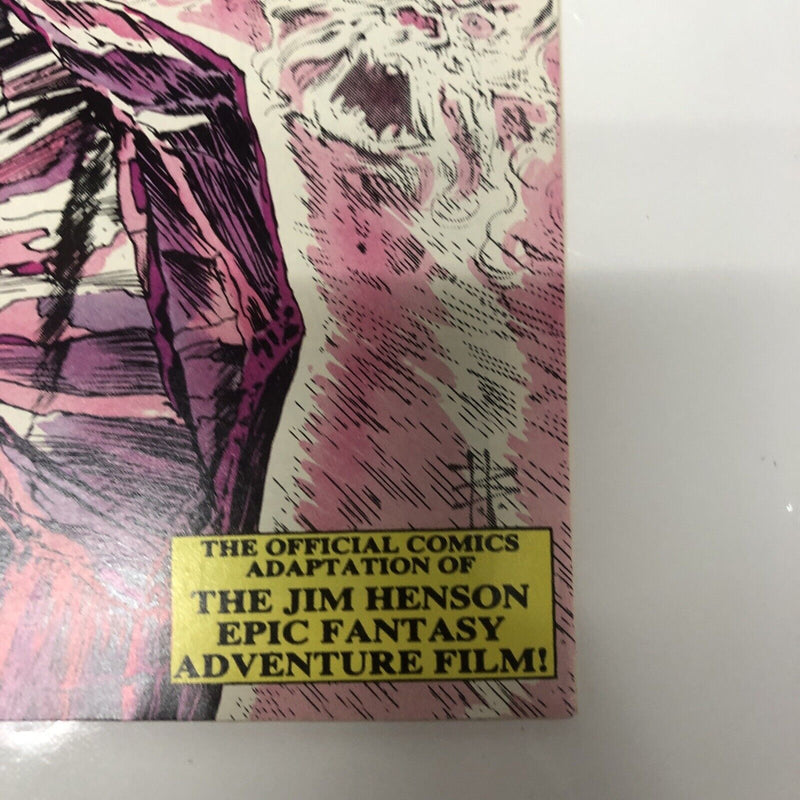 THE OFFICIAL COMICS
ADAPTATION OF
THE JIM HENSON
EPIC FANTASY
ADVENTURE FILM!